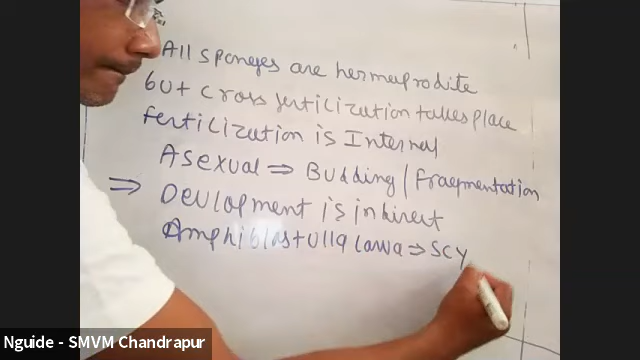 All sponges are hermaprodite
but cross fertilization takes place
fertilization is Internal
Asexual ⇒ Budding / Fragmentation
⇒ Devlopment is indirect
Amphiblastulla larva ⇒ SCY
Nguide - SMVM Chandrapur